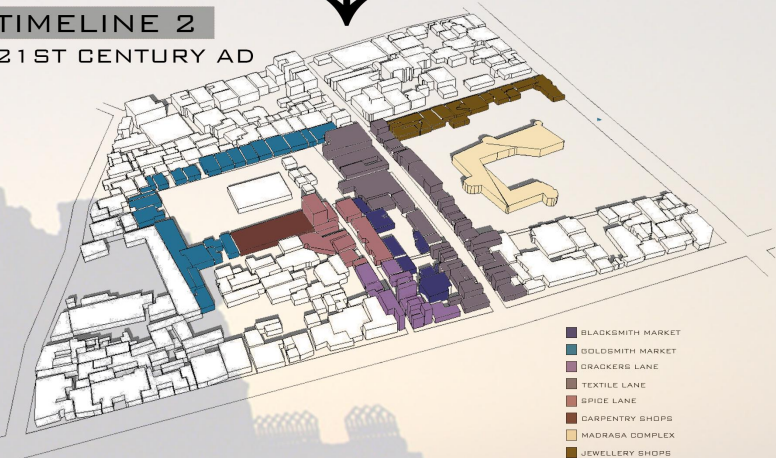 TIMELINE 2
21ST CENTURY AD
BLACKSMITH MARKET
GOLDSMITH MARKET
CRACKERS LANE
TEXTILE LANE
SPICE LANE
CARPENTRY SHOPS
MADRASA COMPLEX
JEWELLERY SHOPS